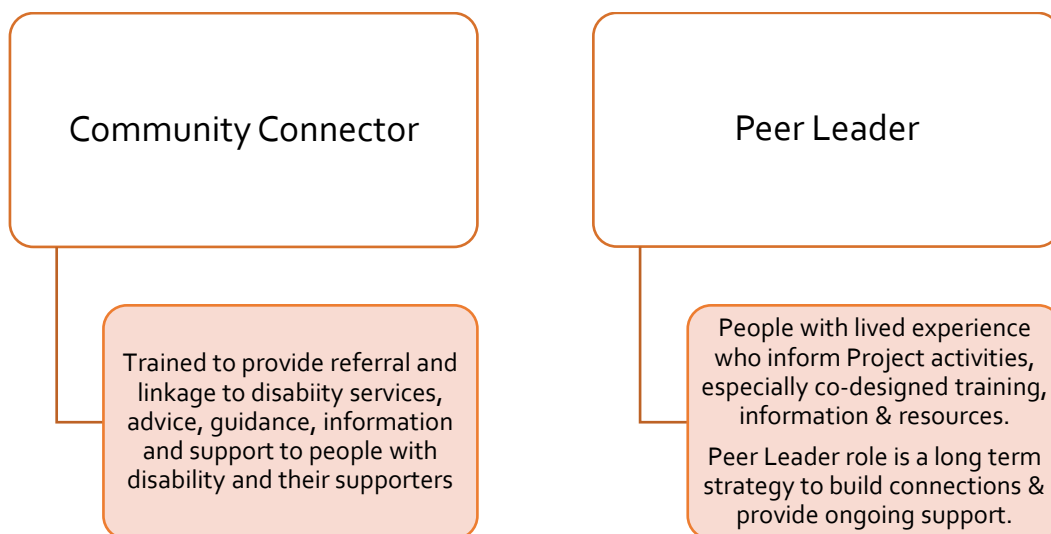 Community Connector
Trained to provide referral and
linkage to disabiity services,
advice, guidance, information
and support to people with
disability and their supporters
Peer Leader
People with lived experience
who inform Project activities,
especially co-designed training,
information & resources.
Peer Leader role is a long term
strategy to build connections &
provide ongoing support.